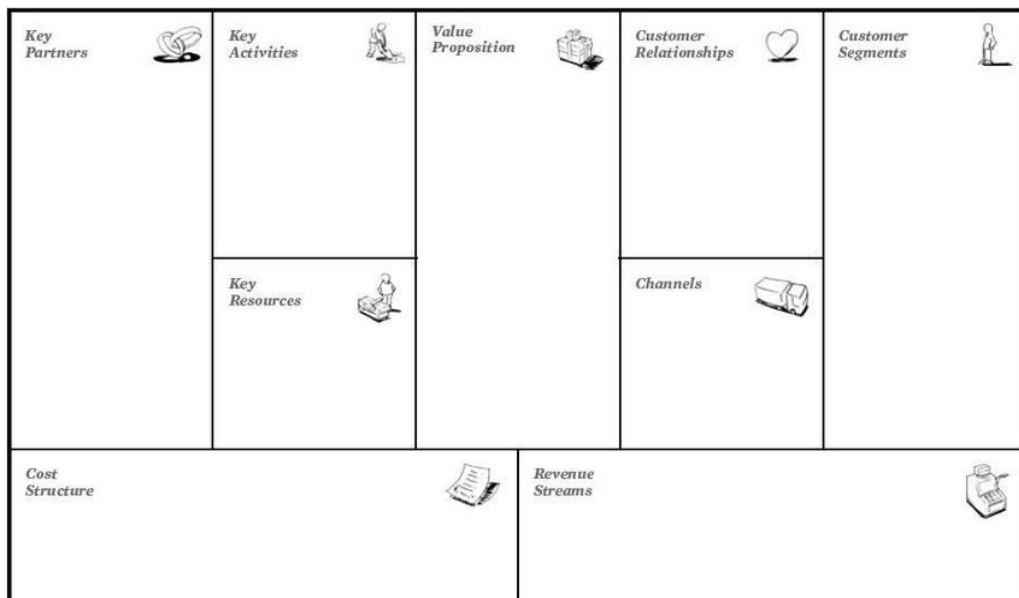 Key
Partners
Key
Activities
Value
Proposition
Customer
Relationships
Customer
Segments
Key
Resources
Channels
Cost
Structure
Revenue
Streams